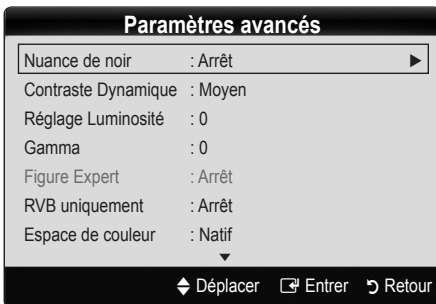 Paramètres avancés
Nuance de noir : Arrêt ▶
Contraste Dynamique : Moyen
Réglage Luminosité : 0
Gamma : 0
Figure Expert : Arrêt
RVB uniquement : Arrêt
Espace de couleur : Natif
▼
Déplacer Entrer Retour